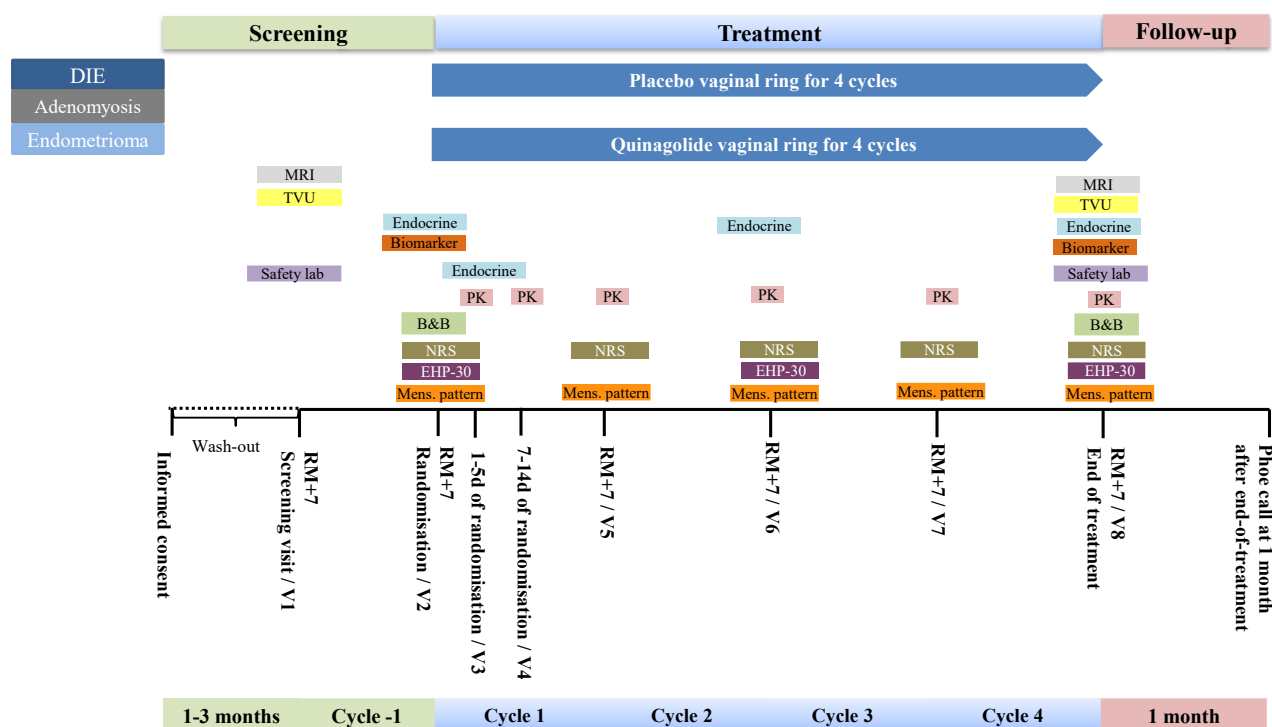 Screening
Treatment
Follow-up
DIE
Adenomyosis
Endometrioma
Placebo vaginal ring for 4 cycles
Quinagolide vaginal ring for 4 cycles
MRI
TVU
MRI
TVU
Endocrine
Biomarker
Endocrine
Endocrine
Biomarker
Safety lab
Endocrine
Safety lab
PK
PK
PK
PK
PK
PK
B&B
B&B
NRS
NRS
NRS
NRS
NRS
EHP-30
EHP-30
EHP-30
Mens. pattern
Mens. pattern
Mens. pattern
Mens. pattern
Mens. pattern
Wash-out
Informed consent
RM+7
Screening visit / V1
RM+7
Randomisation / V2
1-5d of randomisation / V3
7-14d of randomisation / V4
RM+7 / V5
RM+7 / V6
RM+7 / V7
RM+7 / V8
End of treatment
Phoe call at 1 month
after end-of-treatment
1-3 months
Cycle -1
Cycle 1
Cycle 2
Cycle 3
Cycle 4
1 month